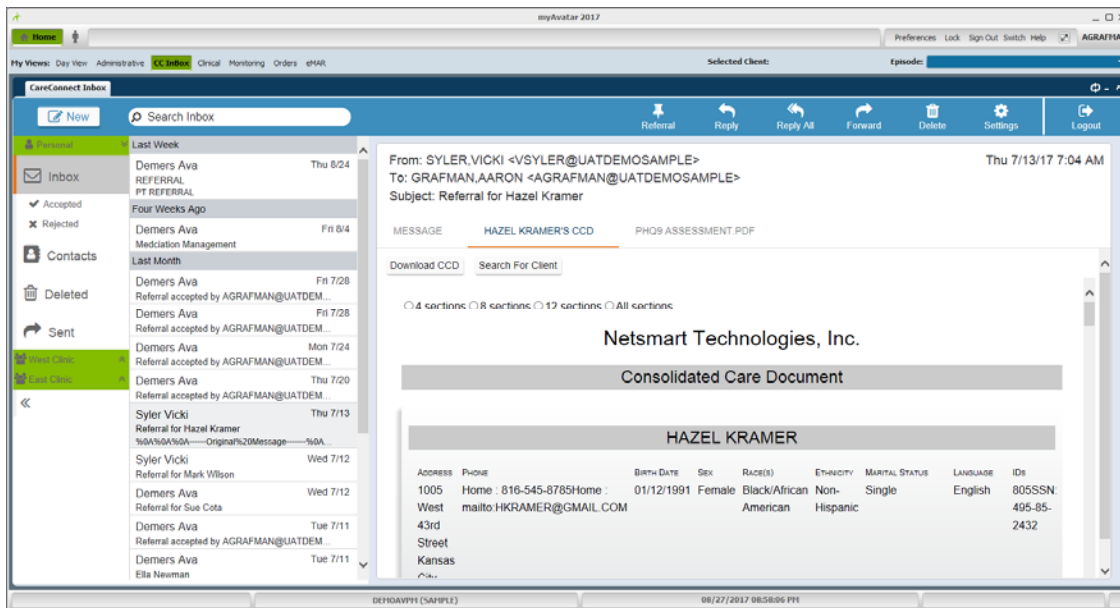 myAvatar 2017
Home
Preferences Lock Sign Out Switch Help AGRAFMA
My Views: Day View Administrative CC InBox Clinical Monitoring Orders eMAR Selected Client: Episode:
CareConnect Inbox
New
Search Inbox
Referral Reply Reply All Forward Delete Settings Logout
Personal
Inbox
Accepted
Rejected
Contacts
Deleted
Sent
West Clinic
East Clinic
Last Week
Demers Ava Thu 8/24
REFERRAL
PT REFERRAL
Four Weeks Ago
Demers Ava Fri 8/4
Medciation Management
Last Month
Demers Ava Fri 7/28
Referral accepted by AGRAFMAN@UATDEM...
Demers Ava Fri 7/28
Referral accepted by AGRAFMAN@UATDEM...
Demers Ava Mon 7/24
Referral accepted by AGRAFMAN@UATDEM...
Demers Ava Thu 7/20
Referral accepted by AGRAFMAN@UATDEM...
Syler Vicki Thu 7/13
Referral for Hazel Kramer
%0A%0A%0A------Original%20Message-------%0A...
Syler Vicki Wed 7/12
Referral for Mark Wilson
Demers Ava Wed 7/12
Referral for Sue Cota
Demers Ava Tue 7/11
Referral accepted by AGRAFMAN@UATDEM...
Demers Ava Tue 7/11
Ella Newman
From: SYLER,VICKI <VSYLER@UATDEMOSAMPLE> Thu 7/13/17 7:04 AM
To: GRAFMAN,AARON <AGRAFMAN@UATDEMOSAMPLE>
Subject: Referral for Hazel Kramer
MESSAGE HAZEL KRAMER'S CCD PHQ9 ASSESSMENT.PDF
Download CCD Search For Client
4 sections 8 sections 12 sections All sections
Netsmart Technologies, Inc.
Consolidated Care Document
HAZEL KRAMER
ADDRESS PHONE BIRTH DATE SEX RACE(S) ETHNICITY MARITAL STATUS LANGUAGE IDS
1005 Home : 816-545-8785Home : 01/12/1991 Female Black/African Non- Single English 805SSN:
West mailto:HKRAMER@GMAIL.COM American Hispanic 495-85-
43rd 2432
Street
Kansas
City
DEMOAVPM (SAMPLE) 08/27/2017 08:58:06 PM